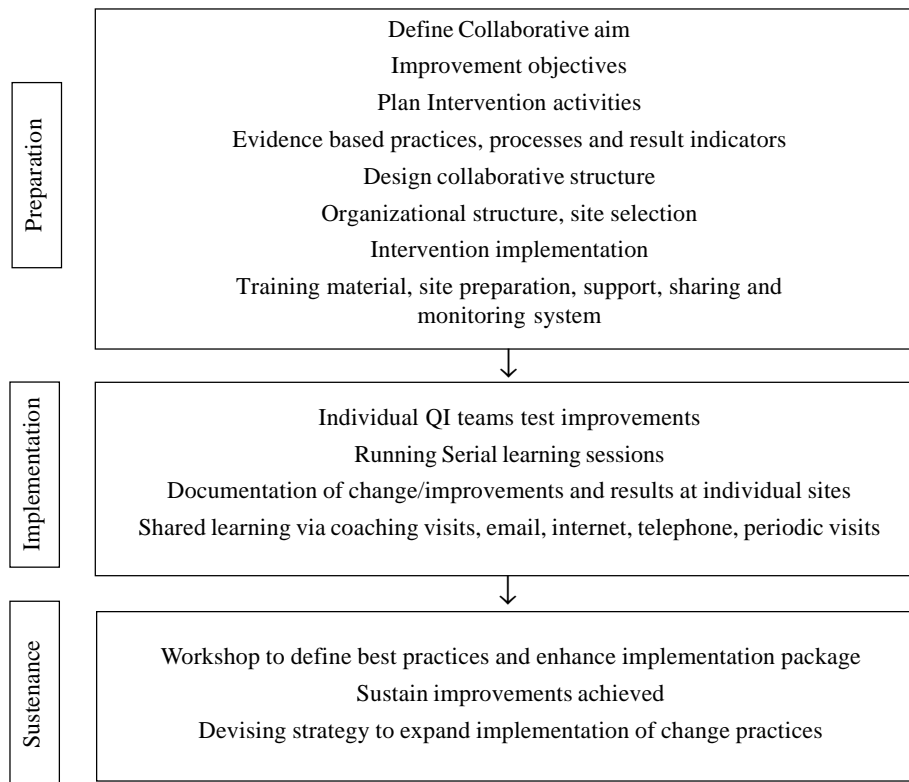 Preparation
Define Collaborative aim
Improvement objectives
Plan Intervention activities
Evidence based practices, processes and result indicators
Design collaborative structure
Organizational structure, site selection
Intervention implementation
Training material, site preparation, support, sharing and
monitoring system
Implementation
Individual QI teams test improvements
Running Serial learning sessions
Documentation of change/improvements and results at individual sites
Shared learning via coaching visits, email, internet, telephone, periodic visits
Sustenance
Workshop to define best practices and enhance implementation package
Sustain improvements achieved
Devising strategy to expand implementation of change practices